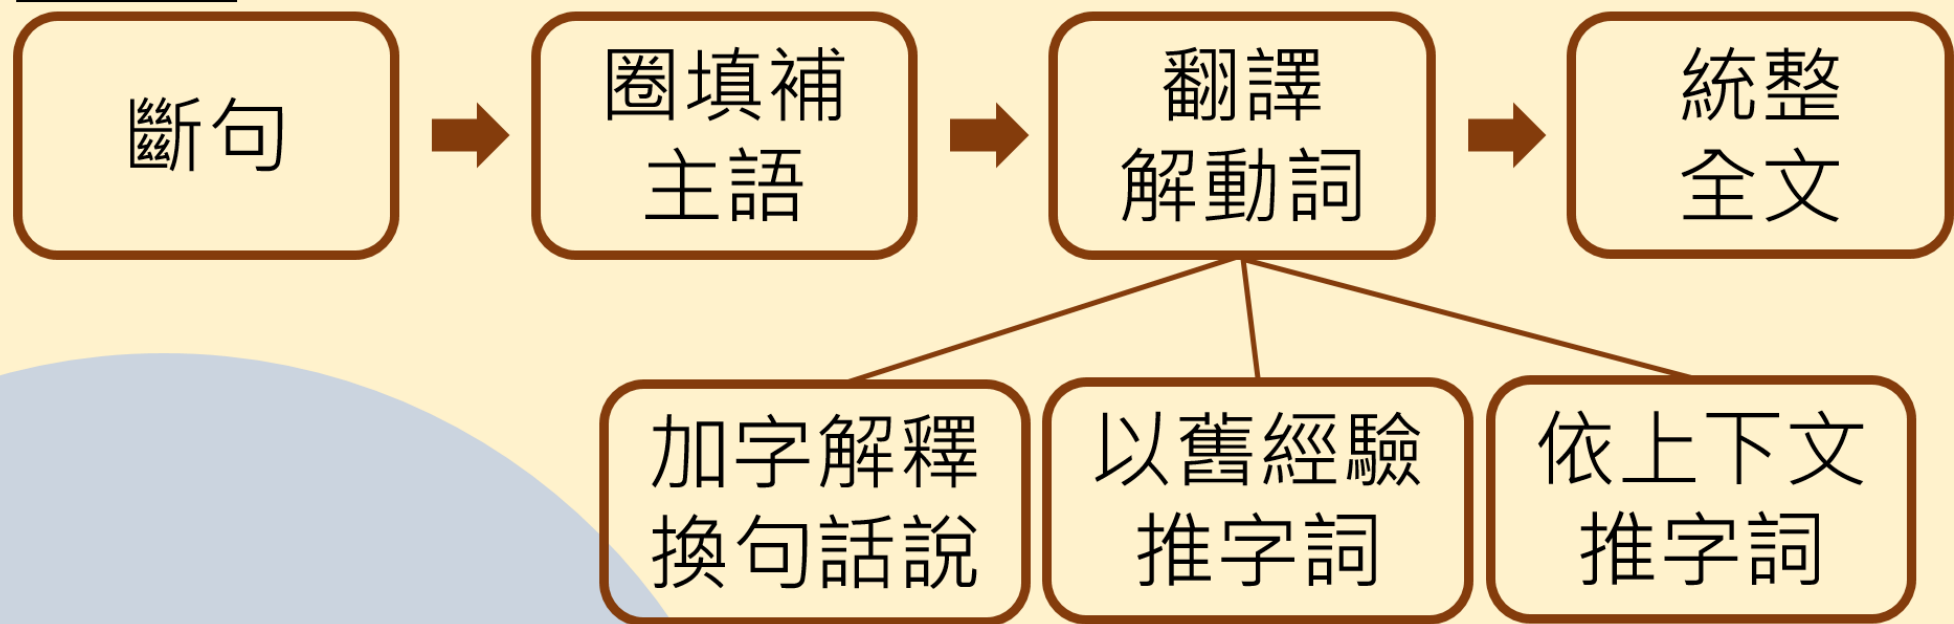 斷句
圈填補
主語
翻譯
解動詞
統整
全文
加字解釋
換句話說
以舊經驗
推字詞
依上下文
推字詞